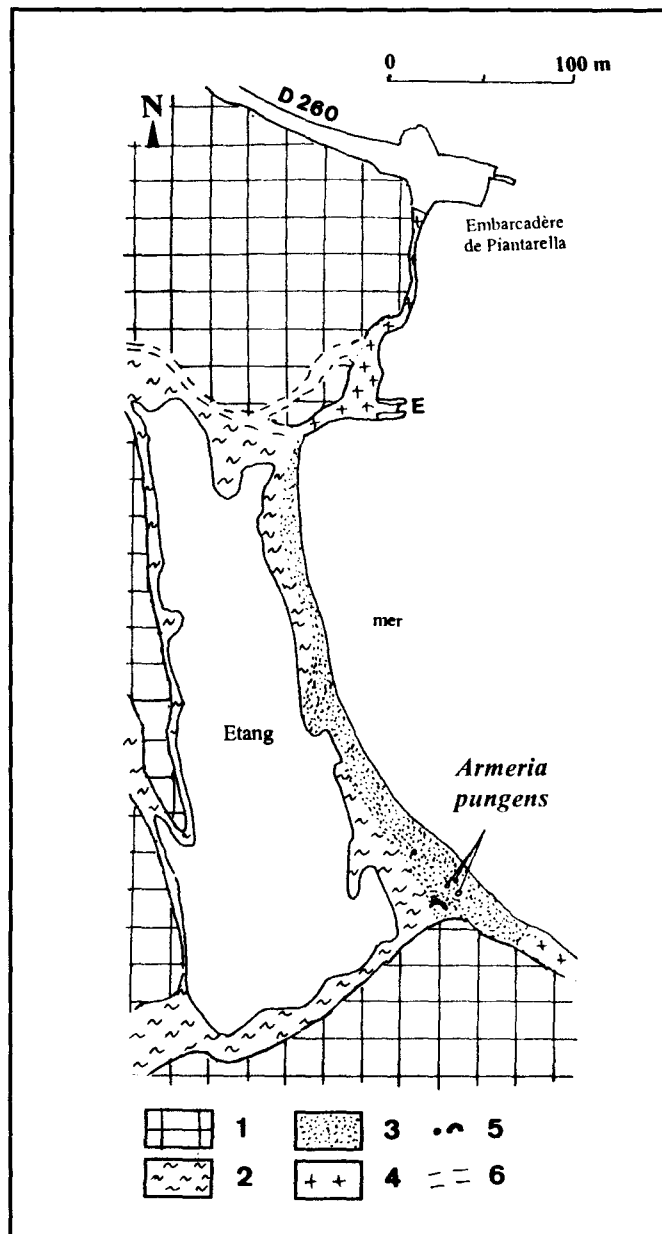 0 100 m
D 260
N
Embarcadère
de Piantarella
E
mer
Etang
Armeria
pungens
1 3 5
2 4 6